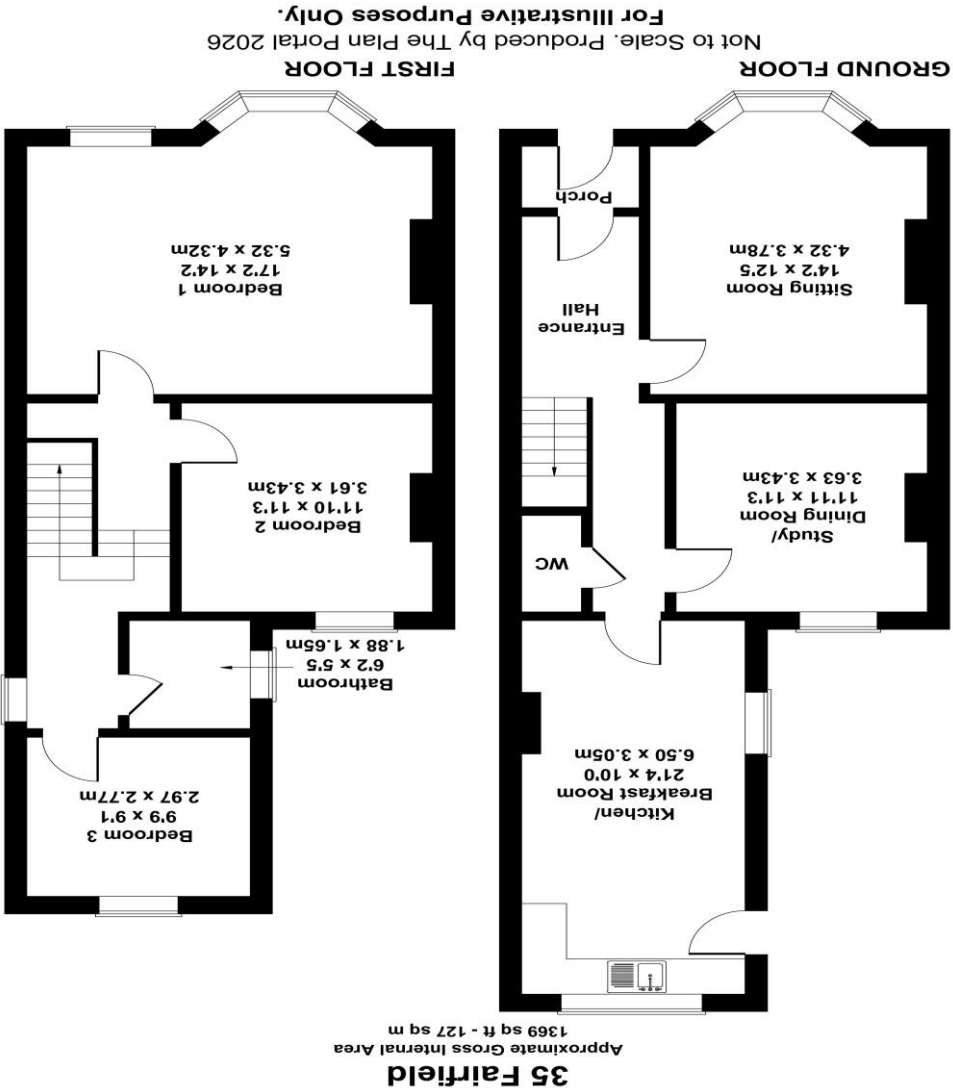 35 Fairfield
Approximate Gross Internal Area
1369 sq ft - 127 sq m
Kitchen/
Breakfast Room
21'4 x 10'0
6.50 x 3.05m
WC
Study/
Dining Room
11'11 x 11'3
3.63 x 3.43m
Entrance
Hall
Sitting Room
14'2 x 12'5
4.32 x 3.78m
Porch
GROUND FLOOR
Bedroom 3
9'9 x 9'1
2.97 x 2.77m
Bathroom
6'2 x 5'5
1.88 x 1.65m
Bedroom 2
11'10 x 11'3
3.61 x 3.43m
Bedroom 1
17'2 x 14'2
5.32 x 4.32m
FIRST FLOOR
Not to Scale. Produced by The Plan Portal 2026
For Illustrative Purposes Only.